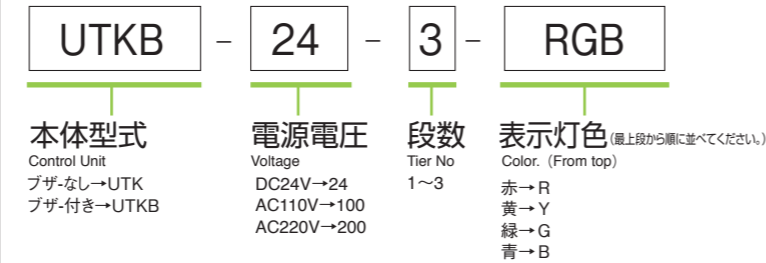 UTKB - 24 - 3 - RGB
本体型式
Control Unit
ブザ-なし→UTK
ブザ-付き→UTKB
電源電圧
Voltage
DC24V→24
AC110V→100
AC220V→200
段数
Tier No
1〜3
表示灯色(最上段から順に並べてください。)
Color.（From top）
赤→R
黄→Y
緑→G
青→B